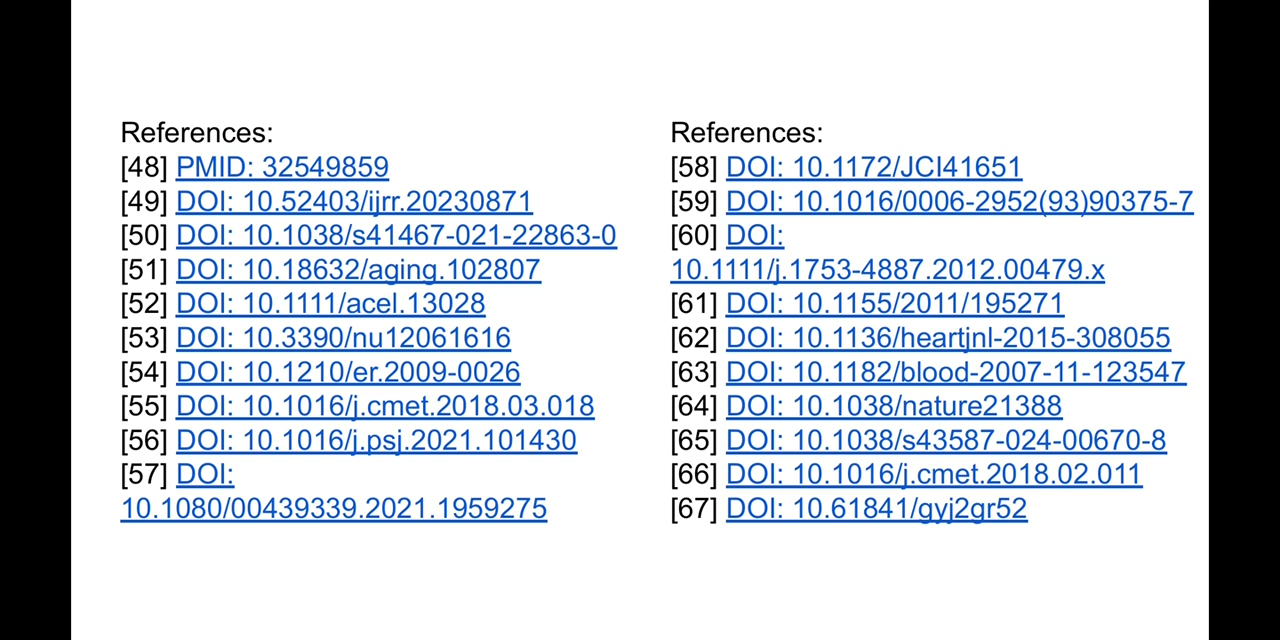 References:
[48] PMID: 32549859
[49] DOI: 10.52403/ijrr.20230871
[50] DOI: 10.1038/s41467-021-22863-0
[51] DOI: 10.18632/aging.102807
[52] DOI: 10.1111/acel.13028
[53] DOI: 10.3390/nu12061616
[54] DOI: 10.1210/er.2009-0026
[55] DOI: 10.1016/j.cmet.2018.03.018
[56] DOI: 10.1016/j.psj.2021.101430
[57] DOI:
10.1080/00439339.2021.1959275
References:
[58] DOI: 10.1172/JCI41651
[59] DOI: 10.1016/0006-2952(93)90375-7
[60] DOI:
10.1111/j.1753-4887.2012.00479.x
[61] DOI: 10.1155/2011/195271
[62] DOI: 10.1136/heartjnl-2015-308055
[63] DOI: 10.1182/blood-2007-11-123547
[64] DOI: 10.1038/nature21388
[65] DOI: 10.1038/s43587-024-00670-8
[66] DOI: 10.1016/j.cmet.2018.02.011
[67] DOI: 10.61841/gyj2gr52